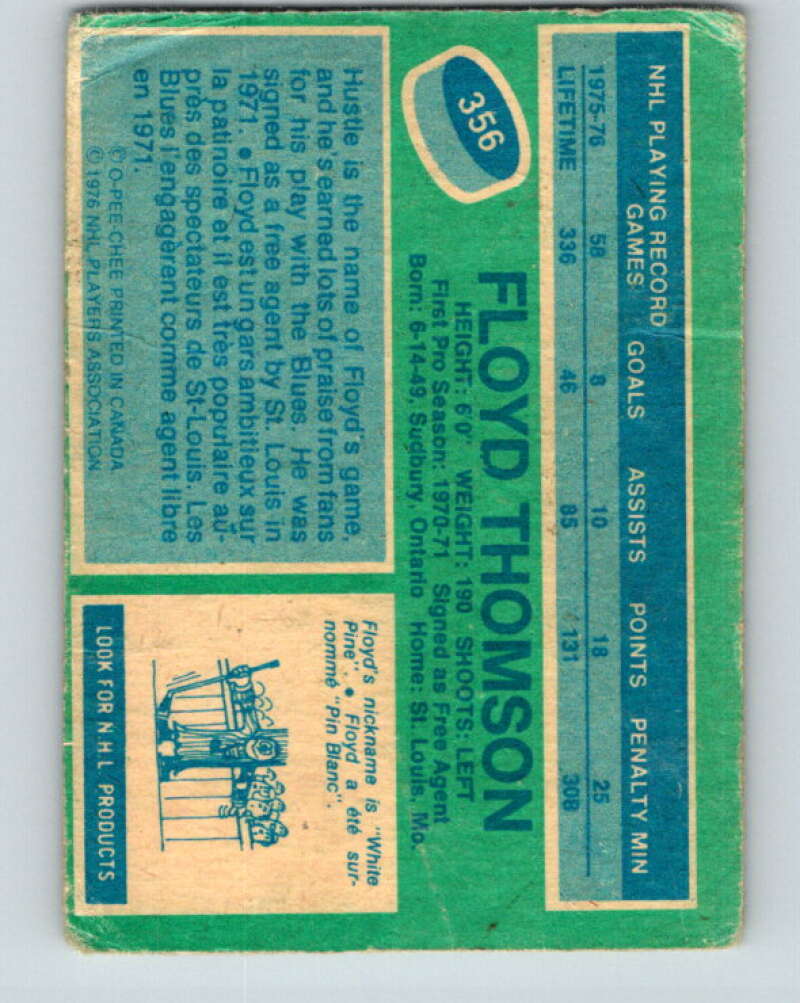 NHL PLAYING RECORD
GAMES GOALS ASSISTS POINTS PENALTY MIN
1975-76 58 8 10 18 25
LIFETIME 336 46 85 131 308
356
FLOYD THOMSON
HEIGHT: 6'0" WEIGHT: 190 SHOOTS: LEFT
First Pro Season: 1970-71 Signed as Free Agent
Born: 6-14-49, Sudbury, Ontario Home: St. Louis, Mo.
Hustle is the name of Floyd's game,
and he's earned lots of praise from fans
for his play with the Blues. He was
signed as a free agent by St. Louis in
1971. • Floyd est un gars ambitieux sur
la patinoire et il est très populaire au-
près des spectateurs de St-Louis. Les
Blues l'engagèrent comme agent libre
en 1971.
© O-PEE-CHEE PRINTED IN CANADA
© 1976 NHL PLAYERS ASSOCIATION
Floyd's nickname is "White
Pine". • Floyd a été sur-
nommé "Pin Blanc".
LOOK FOR N.H.L. PRODUCTS